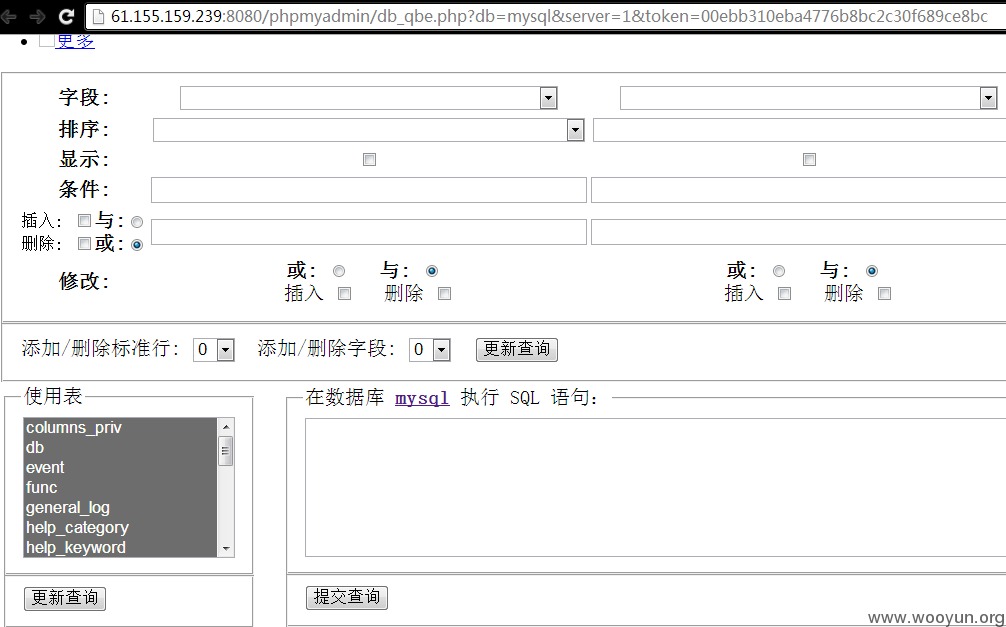 61.155.159.239:8080/phpmyadmin/db_qbe.php?db=mysql&server=1&token=00ebb310eba4776b8bc2c30f689ce8bc
更多
字段:
排序:
显示:
条件:
插入: 与:
删除: 或:
修改: 或: 与: 或: 与:
插入 删除 插入 删除
添加/删除标准行: 0 添加/删除字段: 0 更新查询
使用表
在数据库 mysql 执行 SQL 语句:
columns_priv
db
event
func
general_log
help_category
help_keyword
更新查询
提交查询
www.wooyun.org